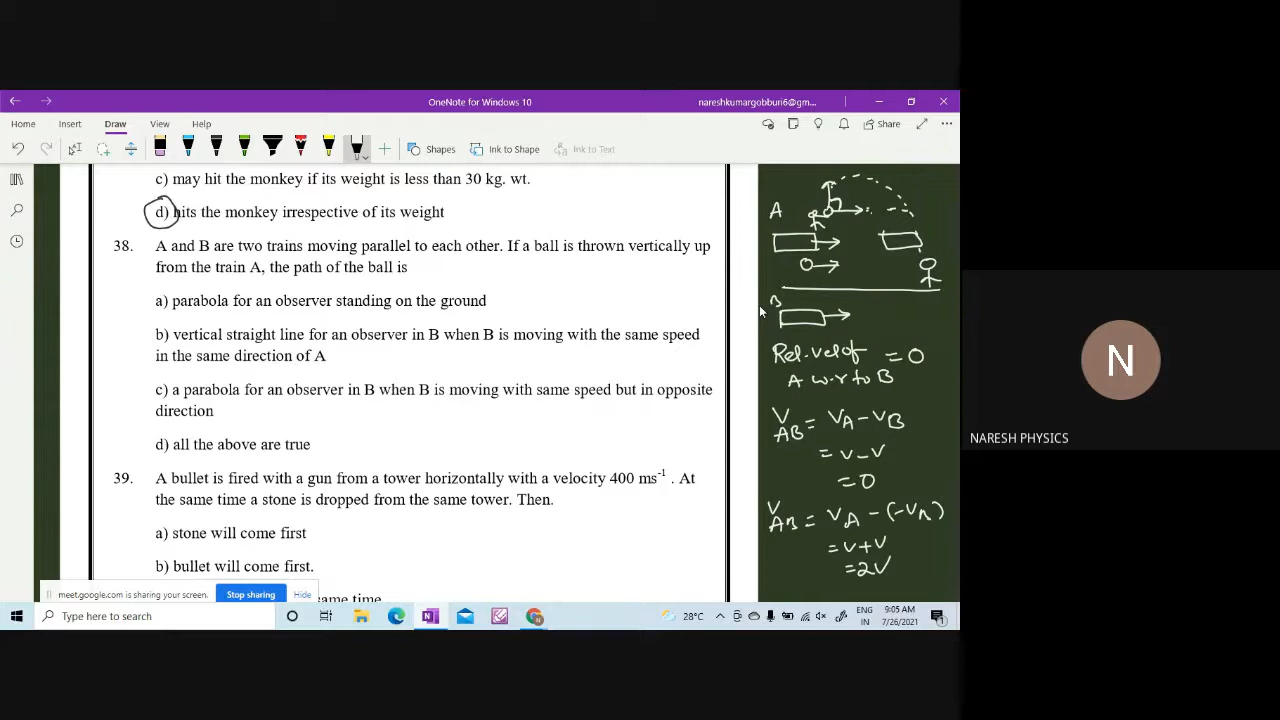 OneNote for Windows 10
nareshkumargobburi6@gm...
Home Insert Draw View Help
Share
Shapes Ink to Shape Ink to Text
c) may hit the monkey if its weight is less than 30 kg. wt.
d) hits the monkey irrespective of its weight
38. A and B are two trains moving parallel to each other. If a ball is thrown vertically up
from the train A, the path of the ball is
a) parabola for an observer standing on the ground
b) vertical straight line for an observer in B when B is moving with the same speed
in the same direction of A
c) a parabola for an observer in B when B is moving with same speed but in opposite
direction
d) all the above are true
39. A bullet is fired with a gun from a tower horizontally with a velocity 400 ms-1 . At
the same time a stone is dropped from the same tower. Then.
a) stone will come first
b) bullet will come first.
ame time
A
B
Rel. vel of = 0
A w.r to B
VAB = VA - VB
= V - V
= 0
VAB = VA - (-VB)
= V + V
= 2V
N
NARESH PHYSICS
meet.google.com is sharing your screen. Stop sharing Hide
Type here to search
28°C
ENG
IN
9:05 AM
7/26/2021